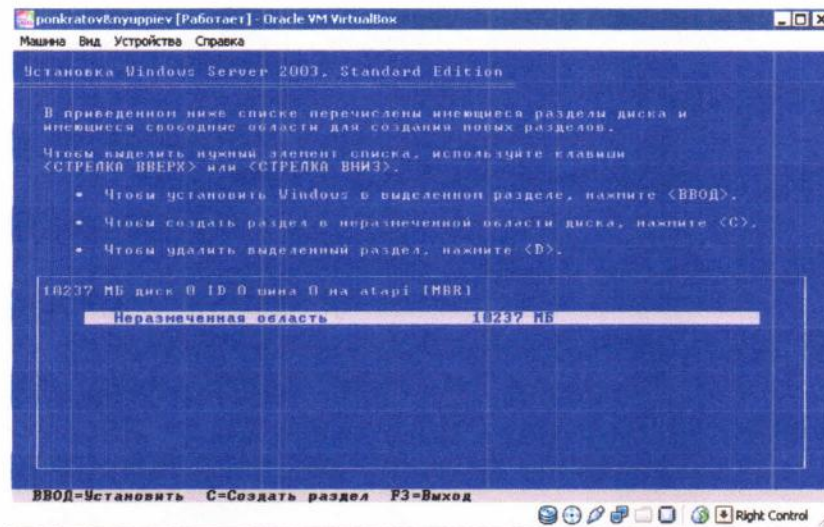 ponkratov&nyuppiev [Работает] - Oracle VM VirtualBox
Машина Вид Устройства Справка
Установка Windows Server 2003, Standard Edition
В приведенном ниже списке перечислены имеющиеся разделы диска и
имеющиеся свободные области для создания новых разделов.
Чтобы выделить нужный элемент списка, используйте клавиши
<СТРЕЛКА ВВЕРХ> или <СТРЕЛКА ВНИЗ>.
• Чтобы установить Windows в выделенном разделе, нажмите <ВВОД>.
• Чтобы создать раздел в неразмеченной области диска, нажмите <C>.
• Чтобы удалить выделенный раздел, нажмите <D>.
10237 МБ диск 0 ID 0 шина 0 на atapi [MBR]
Неразмеченная область 10237 МБ
ВВОД=Установить C=Создать раздел F3=Выход
Right Control